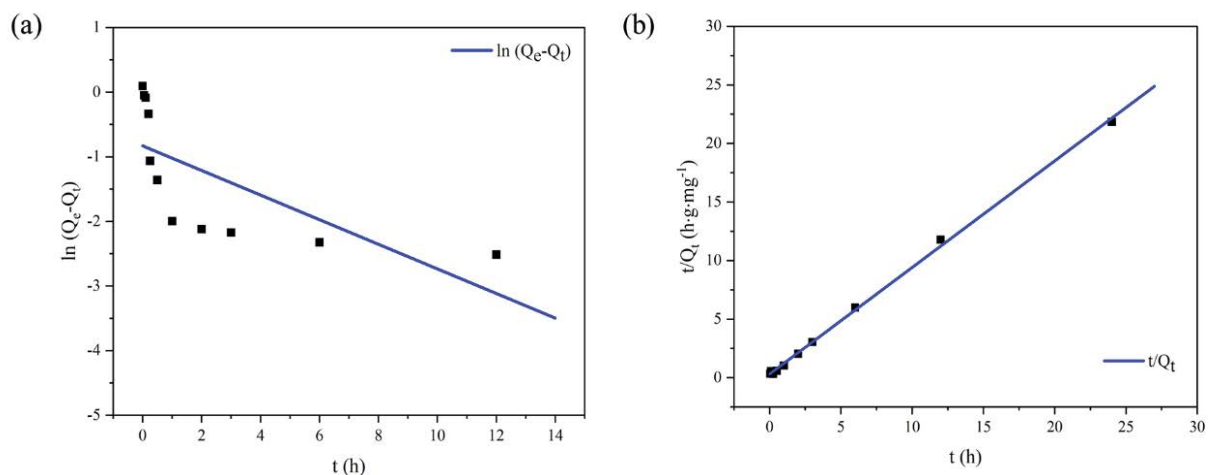 (a)
ln (Qe-Qt)
1
0
-1
-2
-3
-4
-5
ln (Qe-Qt)
0 2 4 6 8 10 12 14
t (h)
(b)
30
25
20
15
10
5
0
t/Qt (h·g·mg-1)
t/Qt
0 5 10 15 20 25 30
t (h)